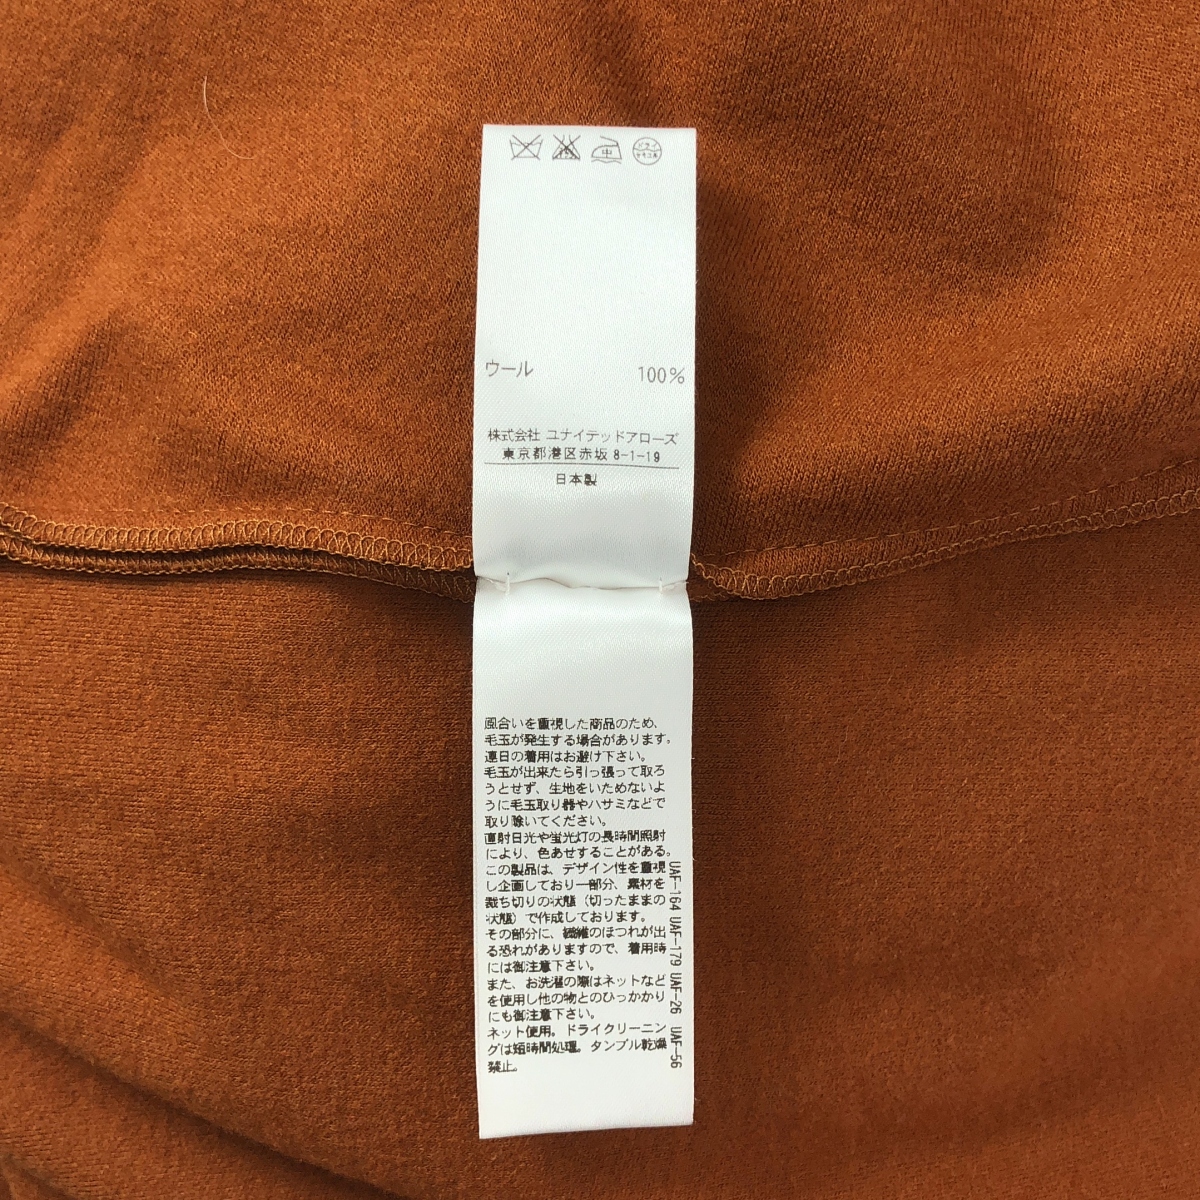 中
ドライ
セキユ系
ウール 100%
株式会社 ユナイテッドアローズ
東京都港区赤坂 8-1-19
日本製
風合いを重視した商品のため、
毛玉が発生する場合があります。
連日の着用はお避け下さい。
毛玉が出来たら引っ張って取ろ
うとせず、生地をいためないよ
うに毛玉取り器やハサミなどで
取り除いてください。
直射日光や蛍光灯の長時間照射
により、色あせすることがある。
この製品は、デザイン性を重視
し企画しており一部分、素材を
裁ち切りの状態（切ったままの
状態）で作成しております。
その部分に、繊維のほつれが出
る恐れがありますので、着用時
には御注意下さい。
また、お洗濯の際はネットなど
を使用し他の物とのひっかかり
にも御注意下さい。
ネット使用。ドライクリーニン
グは短時間処理。タンブル乾燥
禁止。
UAF-164 UAF-179 UAF-26 UAF-56